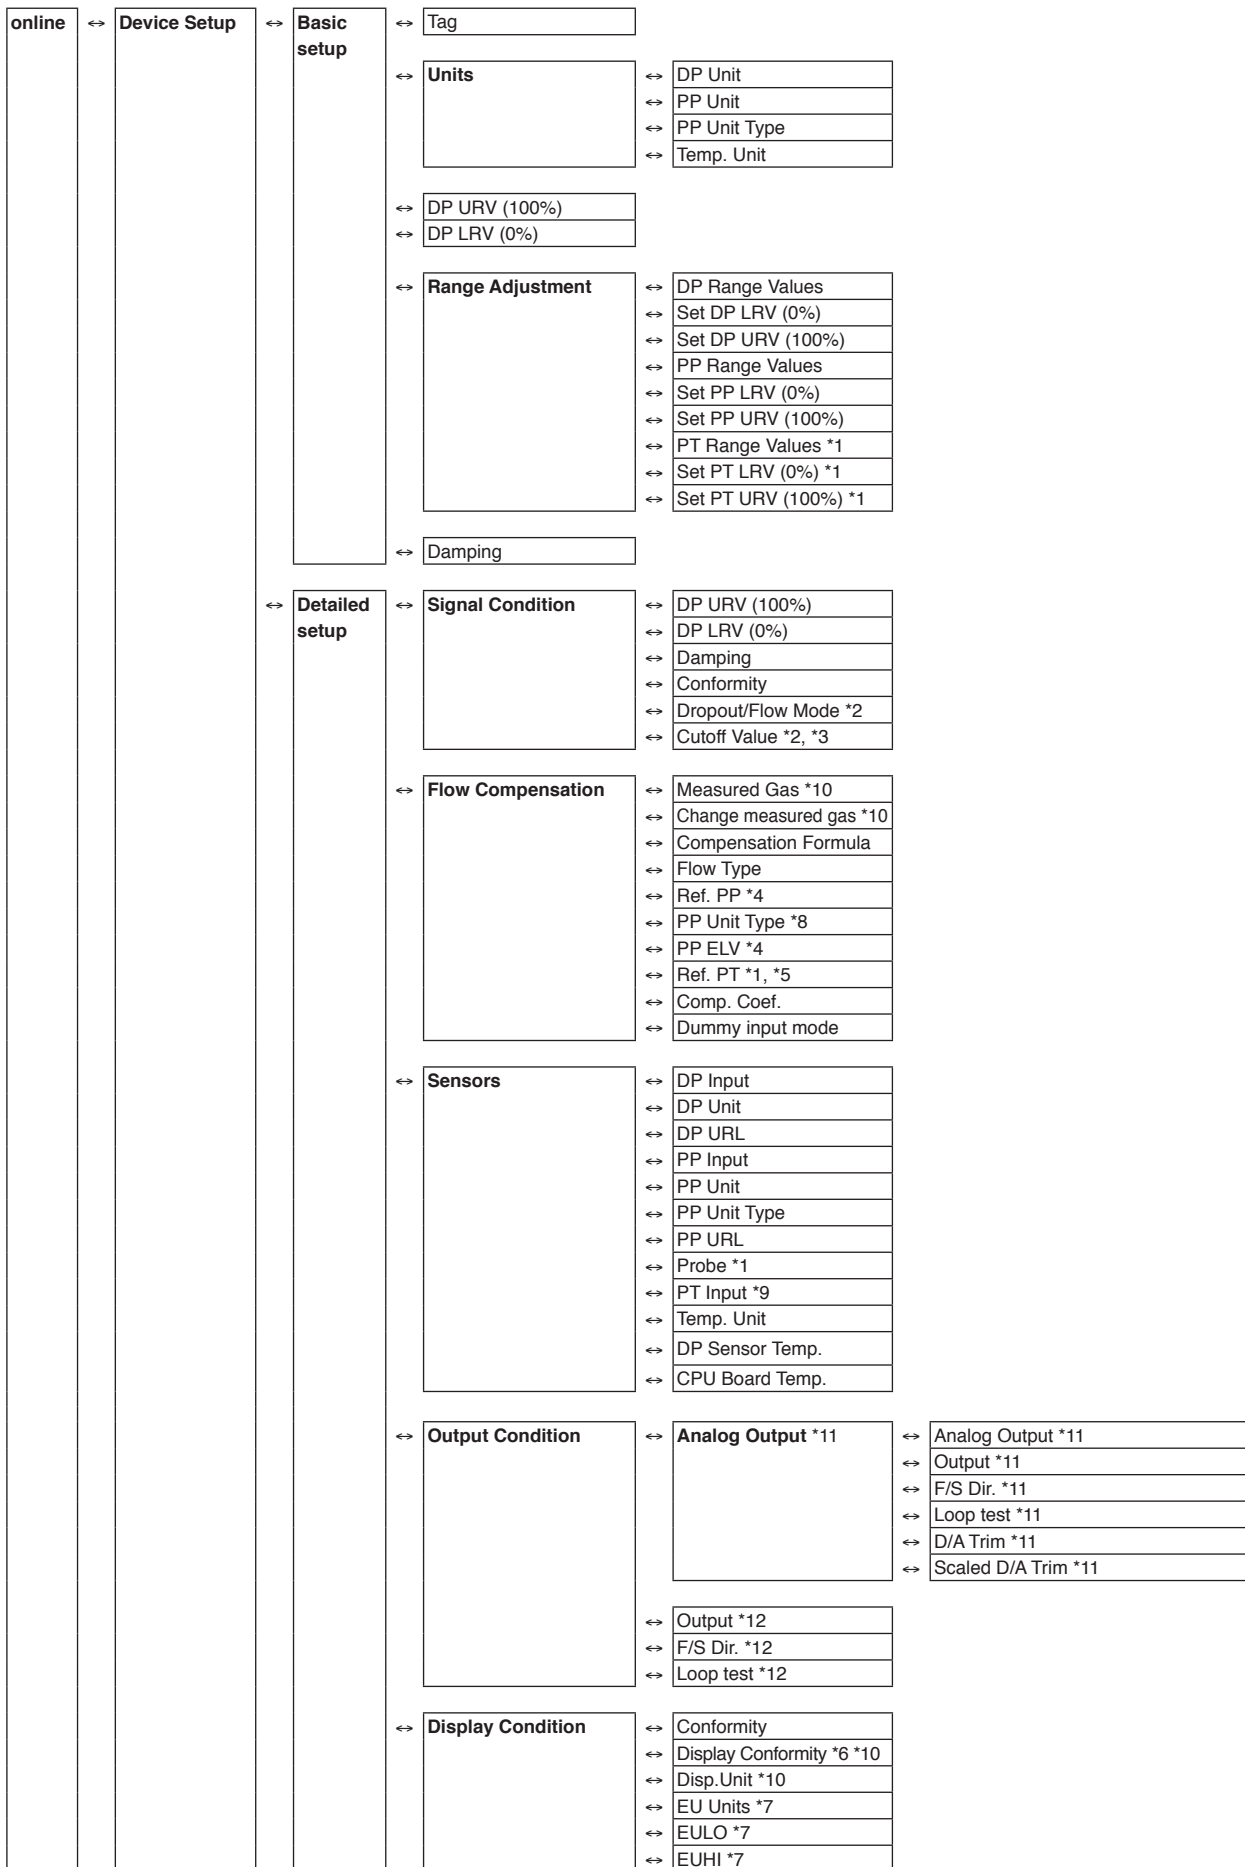 online ⇔ Device Setup ⇔ Basic setup ⇔ Tag
⇔ Units ⇔ DP Unit
⇔ PP Unit
⇔ PP Unit Type
⇔ Temp. Unit
⇔ DP URV (100%)
⇔ DP LRV (0%)
⇔ Range Adjustment ⇔ DP Range Values
⇔ Set DP LRV (0%)
⇔ Set DP URV (100%)
⇔ PP Range Values
⇔ Set PP LRV (0%)
⇔ Set PP URV (100%)
⇔ PT Range Values *1
⇔ Set PT LRV (0%) *1
⇔ Set PT URV (100%) *1
⇔ Damping
⇔ Detailed setup ⇔ Signal Condition ⇔ DP URV (100%)
⇔ DP LRV (0%)
⇔ Damping
⇔ Conformity
⇔ Dropout/Flow Mode *2
⇔ Cutoff Value *2, *3
⇔ Flow Compensation ⇔ Measured Gas *10
⇔ Change measured gas *10
⇔ Compensation Formula
⇔ Flow Type
⇔ Ref. PP *4
⇔ PP Unit Type *8
⇔ PP ELV *4
⇔ Ref. PT *1, *5
⇔ Comp. Coef.
⇔ Dummy input mode
⇔ Sensors ⇔ DP Input
⇔ DP Unit
⇔ DP URL
⇔ PP Input
⇔ PP Unit
⇔ PP Unit Type
⇔ PP URL
⇔ Probe *1
⇔ PT Input *9
⇔ Temp. Unit
⇔ DP Sensor Temp.
⇔ CPU Board Temp.
⇔ Output Condition ⇔ Analog Output *11 ⇔ Analog Output *11
⇔ Output *11
⇔ F/S Dir. *11
⇔ Loop test *11
⇔ D/A Trim *11
⇔ Scaled D/A Trim *11
⇔ Output *12
⇔ F/S Dir. *12
⇔ Loop test *12
⇔ Display Condition ⇔ Conformity
⇔ Display Conformity *6 *10
⇔ Disp.Unit *10
⇔ EU Units *7
⇔ EULO *7
⇔ EUHI *7